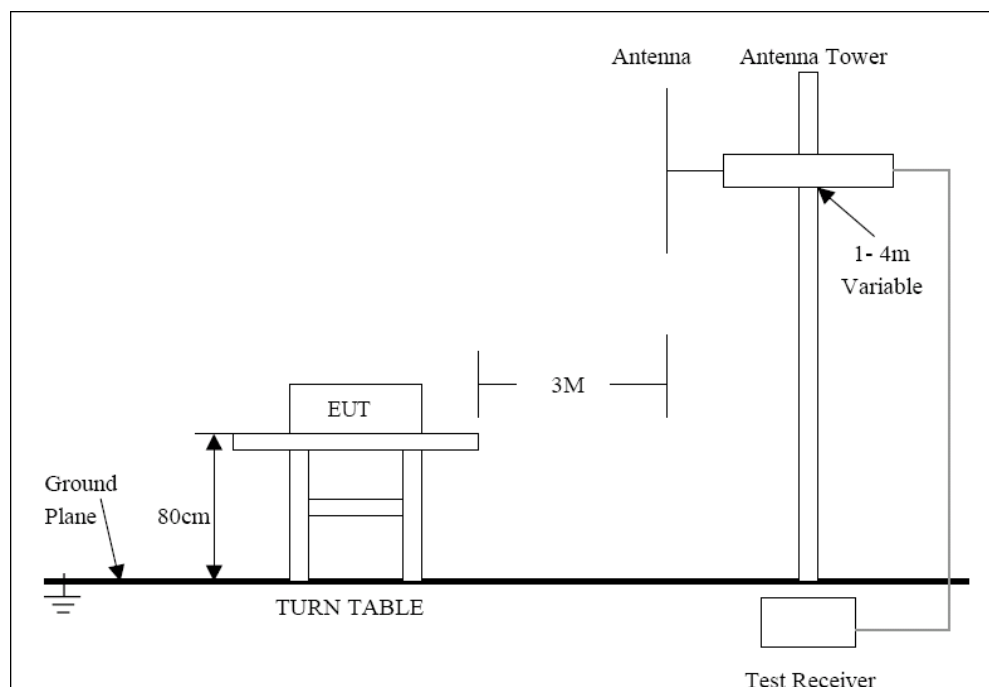 Antenna
Antenna Tower
1- 4m
Variable
3M
EUT
Ground
Plane
80cm
TURN TABLE
Test Receiver